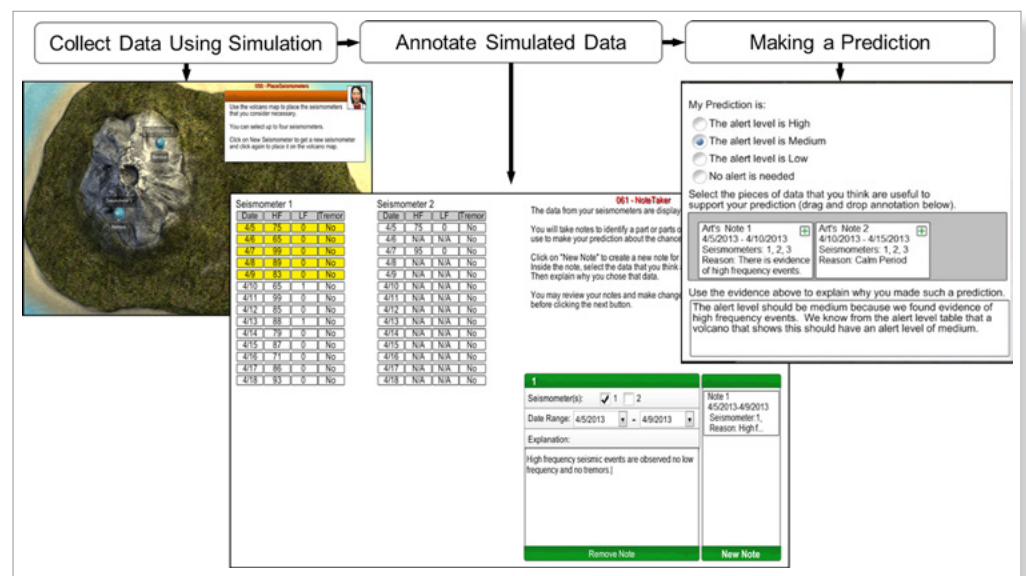 Collect Data Using Simulation
Annotate Simulated Data
Making a Prediction
Use the volcano map to place the seismometers
that you consider necessary.
You can select up to four seismometers.
Click on New Seismometer to get a new seismometer
and click again to place it on the volcano map.
Seismometer 1
Date HF LF Tremor
4/5 75 0 No
4/6 65 0 No
4/7 99 0 No
4/8 89 0 No
4/9 83 0 No
4/10 65 1 No
4/11 99 0 No
4/12 85 0 No
4/13 88 1 No
4/14 79 0 No
4/15 87 0 No
4/16 71 0 No
4/17 86 0 No
4/18 93 0 No
Seismometer 2
Date HF LF Tremor
4/5 75 0 No
4/6 N/A N/A No
4/7 95 0 No
4/8 N/A N/A No
4/9 N/A N/A No
4/10 N/A N/A No
4/11 N/A N/A No
4/12 N/A N/A No
4/13 N/A N/A No
4/14 N/A N/A No
4/15 N/A N/A No
4/16 N/A N/A No
4/17 N/A N/A No
4/18 N/A N/A No
061 - NoteTaker
The data from your seismometers are display
You will take notes to identify a part or parts o
use to make your prediction about the chance
Click on "New Note" to create a new note for
Inside the note, select the data that you think
Then explain why you chose that data.
You may review your notes and make change
before clicking the next button.
1
Seismometer(s): 1 2
Date Range: 4/5/2013 - 4/9/2013
Explanation:
High frequency seismic events are observed no low
frequency and no tremors.
Remove Note
Note 1
4/5/2013-4/9/2013
Seismometer:1,
Reason: High f...
New Note
My Prediction is:
The alert level is High
The alert level is Medium
The alert level is Low
No alert is needed
Select the pieces of data that you think are useful to
support your prediction (drag and drop annotation below).
Art's Note 1
4/5/2013 - 4/10/2013
Seismometers: 1, 2, 3
Reason: There is evidence
of high frequency events.
Art's Note 2
4/10/2013 - 4/15/2013
Seismometers: 1, 2, 3
Reason: Calm Period
Use the evidence above to explain why you made such a prediction.
The alert level should be medium because we found evidence of
high frequency events. We know from the alert level table that a
volcano that shows this should have an alert level of medium.